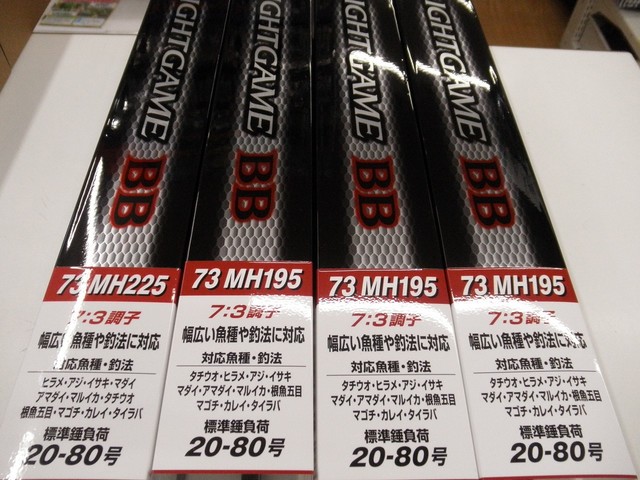 IGHTGAME
BB
73 MH225
7:3調子
幅広い魚種や釣法に対応
対応魚種・釣法
ヒラメ・アジ・イサキ・マダイ
アマダイ・マルイカ・タチウオ
根魚五目・マゴチ・カレイ・タイラバ
標準錘負荷
20-80号
IGHTGAME
BB
73 MH195
7:3調子
幅広い魚種や釣法に対応
対応魚種・釣法
タチウオ・ヒラメ・アジ・イサキ
マダイ・アマダイ・マルイカ・根魚五目
マゴチ・カレイ・タイラバ
標準錘負荷
20-80号
IGHTGAME
BB
73 MH195
7:3調子
幅広い魚種や釣法に対応
対応魚種・釣法
タチウオ・ヒラメ・アジ・イサキ
マダイ・アマダイ・マルイカ・根魚五目
マゴチ・カレイ・タイラバ
標準錘負荷
20-80号
IGHTGAME
BB
73 MH195
7:3調子
幅広い魚種や釣法に対応
対応魚種・釣法
タチウオ・ヒラメ・アジ・イサキ
マダイ・アマダイ・マルイカ・根魚五目
マゴチ・カレイ・タイラバ
標準錘負荷
20-80号